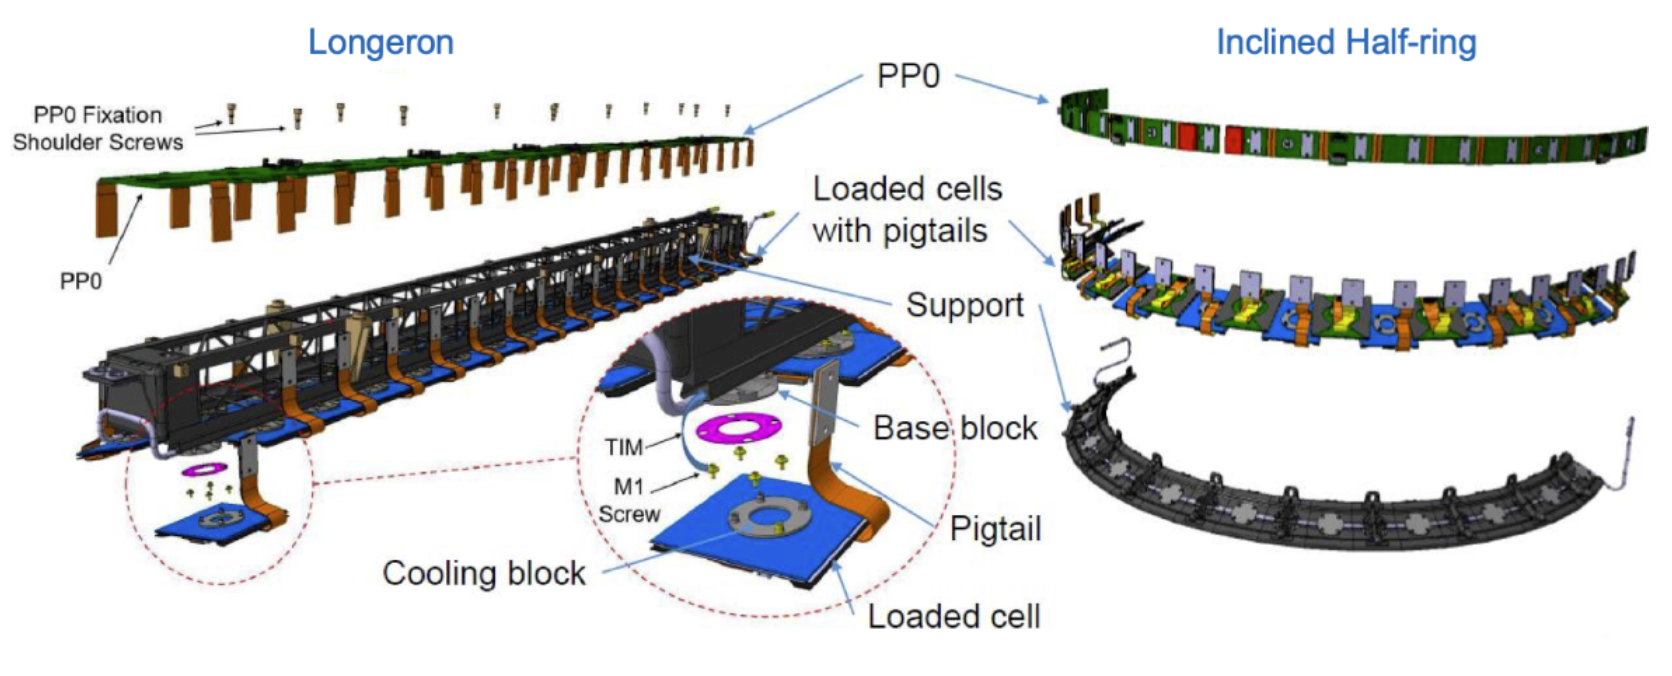 Longeron
Inclined Half-ring
PP0
PP0 Fixation
Shoulder Screws
Loaded cells
with pigtails
PP0
Support
Base block
TIM
M1
Screw
Pigtail
Cooling block
Loaded cell